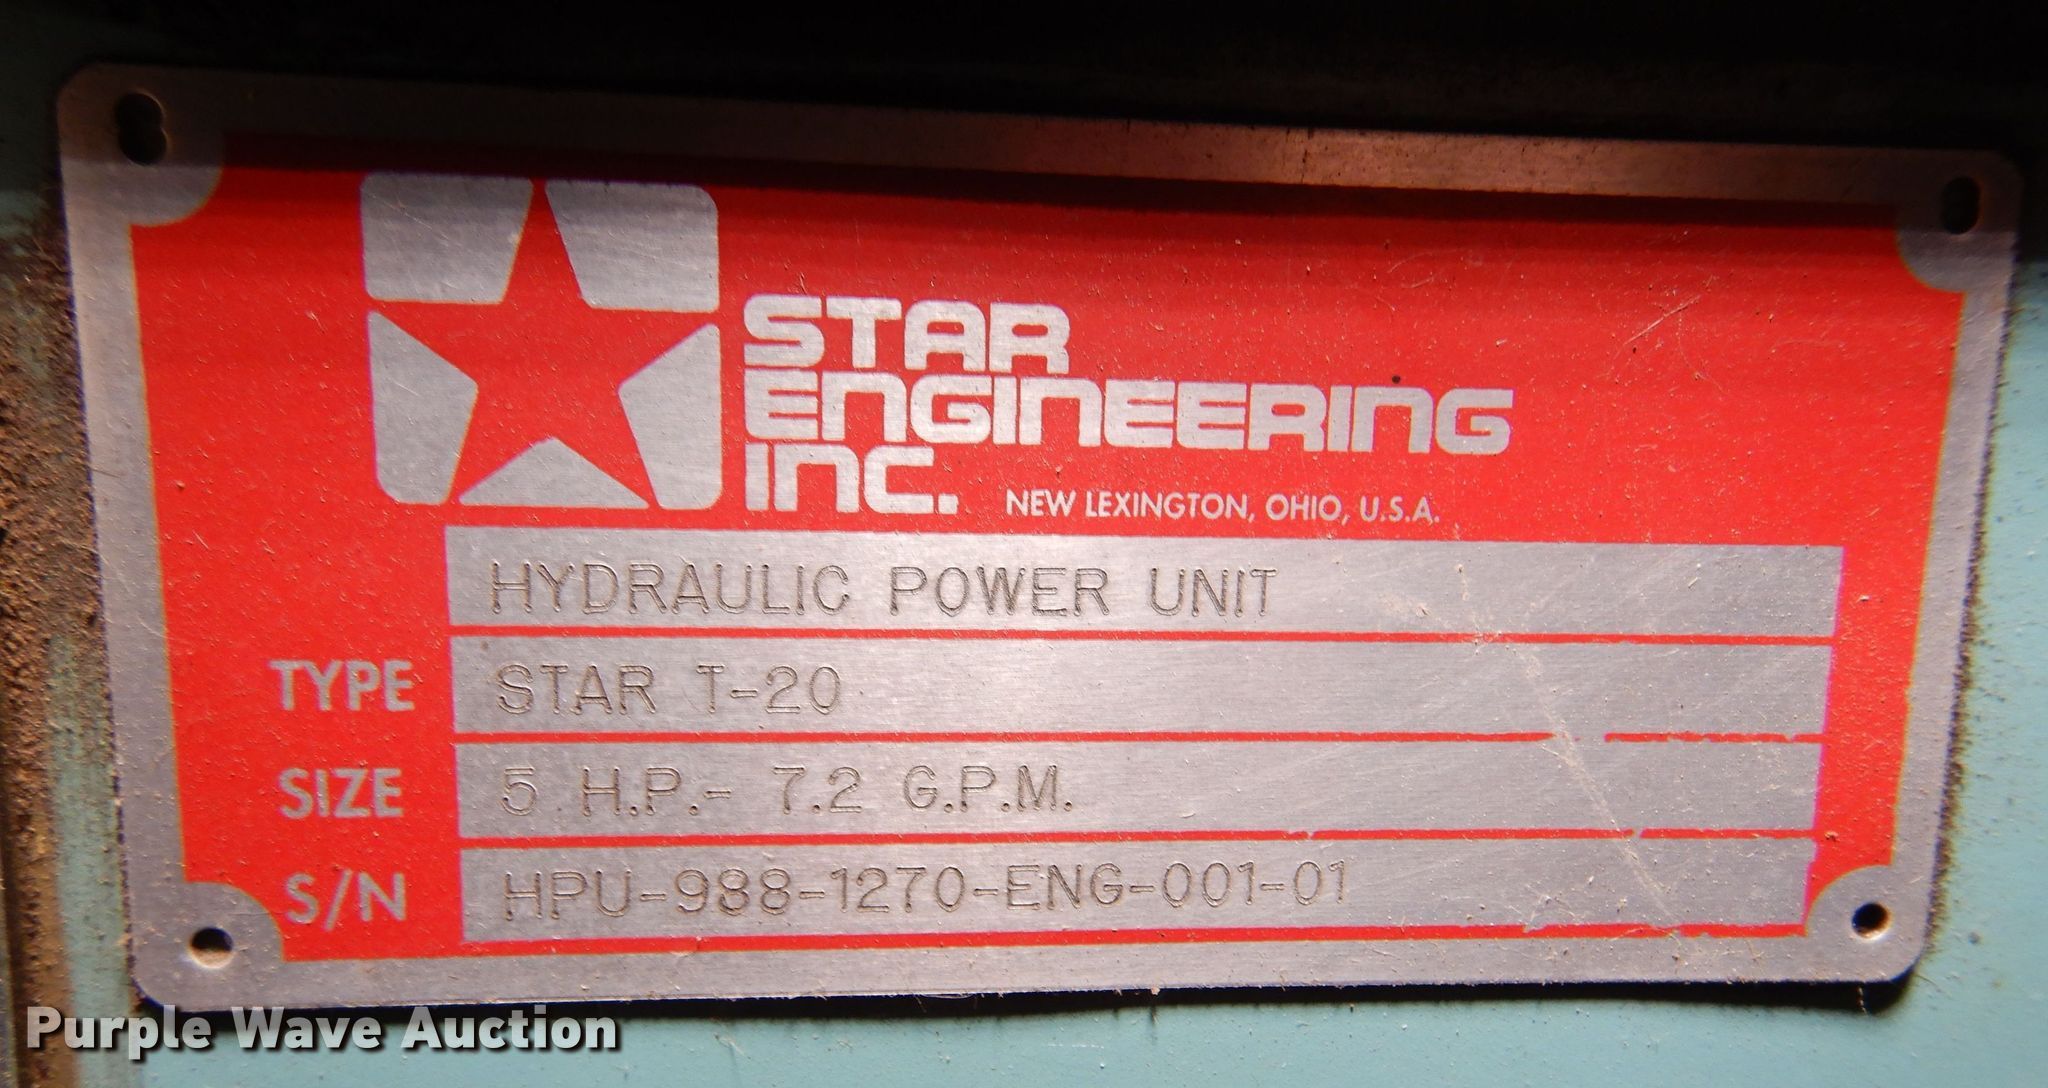 STAR
ENGINEERING
INC. NEW LEXINGTON, OHIO, U.S.A.
HYDRAULIC POWER UNIT
TYPE STAR T-20
SIZE 5 H.P.- 7.2 G.P.M.
S/N HPU-988-1270-ENG-001-01
Purple Wave Auction